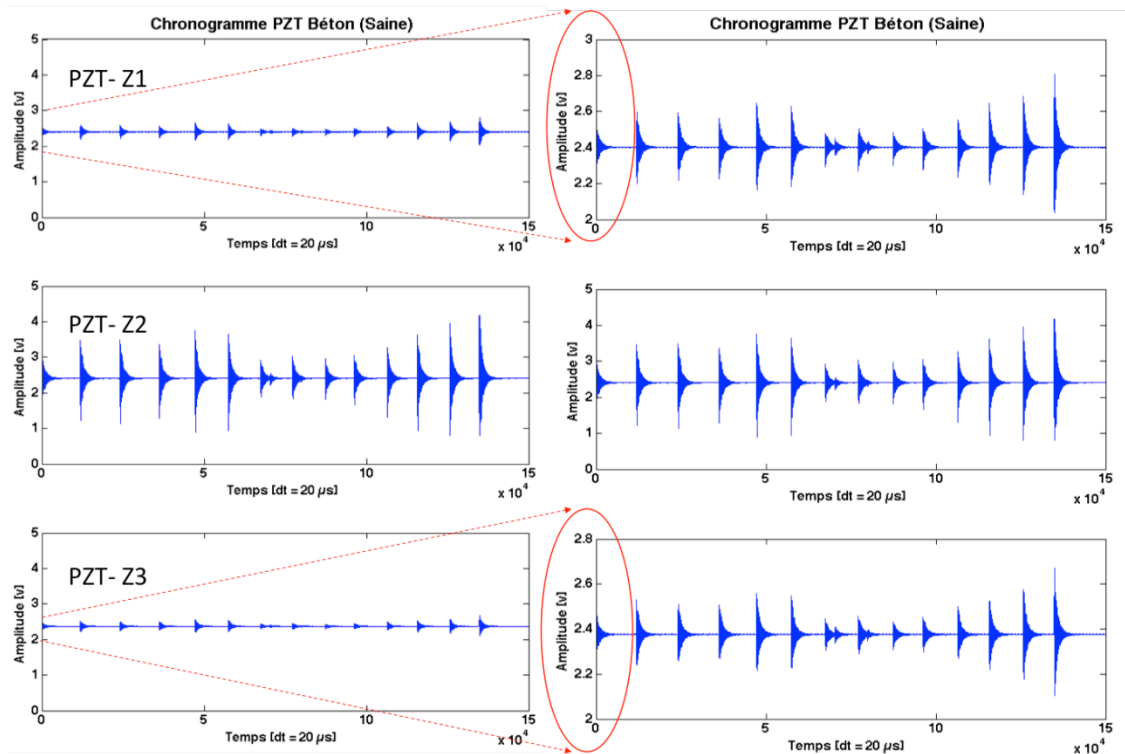 Chronogramme PZT Béton (Saine)
5
4
3
2
1
0
Amplitude [v]
PZT- Z1
0
5
10
15
Temps [dt = 20 µs]
x 10⁴
Chronogramme PZT Béton (Saine)
3
2.8
2.6
2.4
2.2
2
Amplitude [v]
0
5
10
15
Temps [dt = 20 µs]
x 10⁴
5
4
3
2
1
0
Amplitude [v]
PZT- Z2
0
5
10
15
Temps [dt = 20 µs]
x 10⁴
5
4
3
2
1
0
Amplitude [v]
0
5
10
15
Temps [dt = 20 µs]
x 10⁴
5
4
3
2
1
0
Amplitude [v]
PZT- Z3
0
5
10
15
Temps [dt = 20 µs]
x 10⁴
2.8
2.6
2.4
2.2
2
Amplitude [v]
0
5
10
15
Temps [dt = 20 µs]
x 10⁴